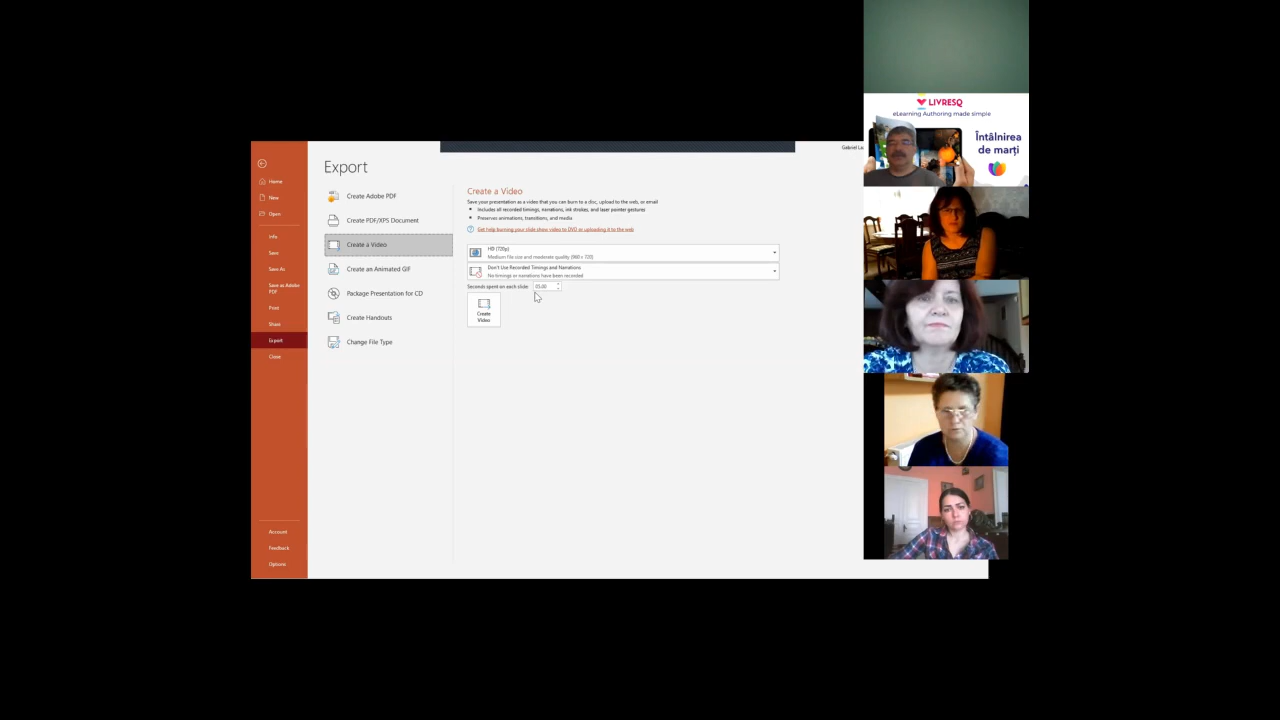 Gabriel
Home
New
Open
Info
Save
Save As
Save as Adobe
PDF
Print
Share
Export
Close
Account
Feedback
Options
Export
Create Adobe PDF
Create PDF/XPS Document
Create a Video
Create an Animated GIF
Package Presentation for CD
Create Handouts
Change File Type
Create a Video
Save your presentation as a video that you can burn to a disc, upload to the web, or email
Includes all recorded timings, narrations, ink strokes, and laser pointer gestures
Preserves animations, transitions, and media
Get help burning your slide show video to DVD or uploading it to the web
HD (720p)
Medium file size and moderate quality (960 x 720)
Don't Use Recorded Timings and Narrations
No timings or narrations have been recorded
Seconds spent on each slide: 05.00
Create
Video
LIVRESQ
eLearning Authoring made simple
Întâlnirea
de marți